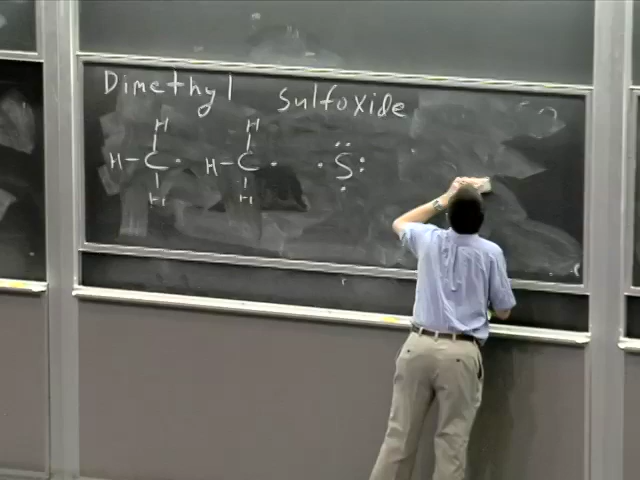 Dimethyl Sulfoxide
H H
H-C· H-C· ·S:
H H